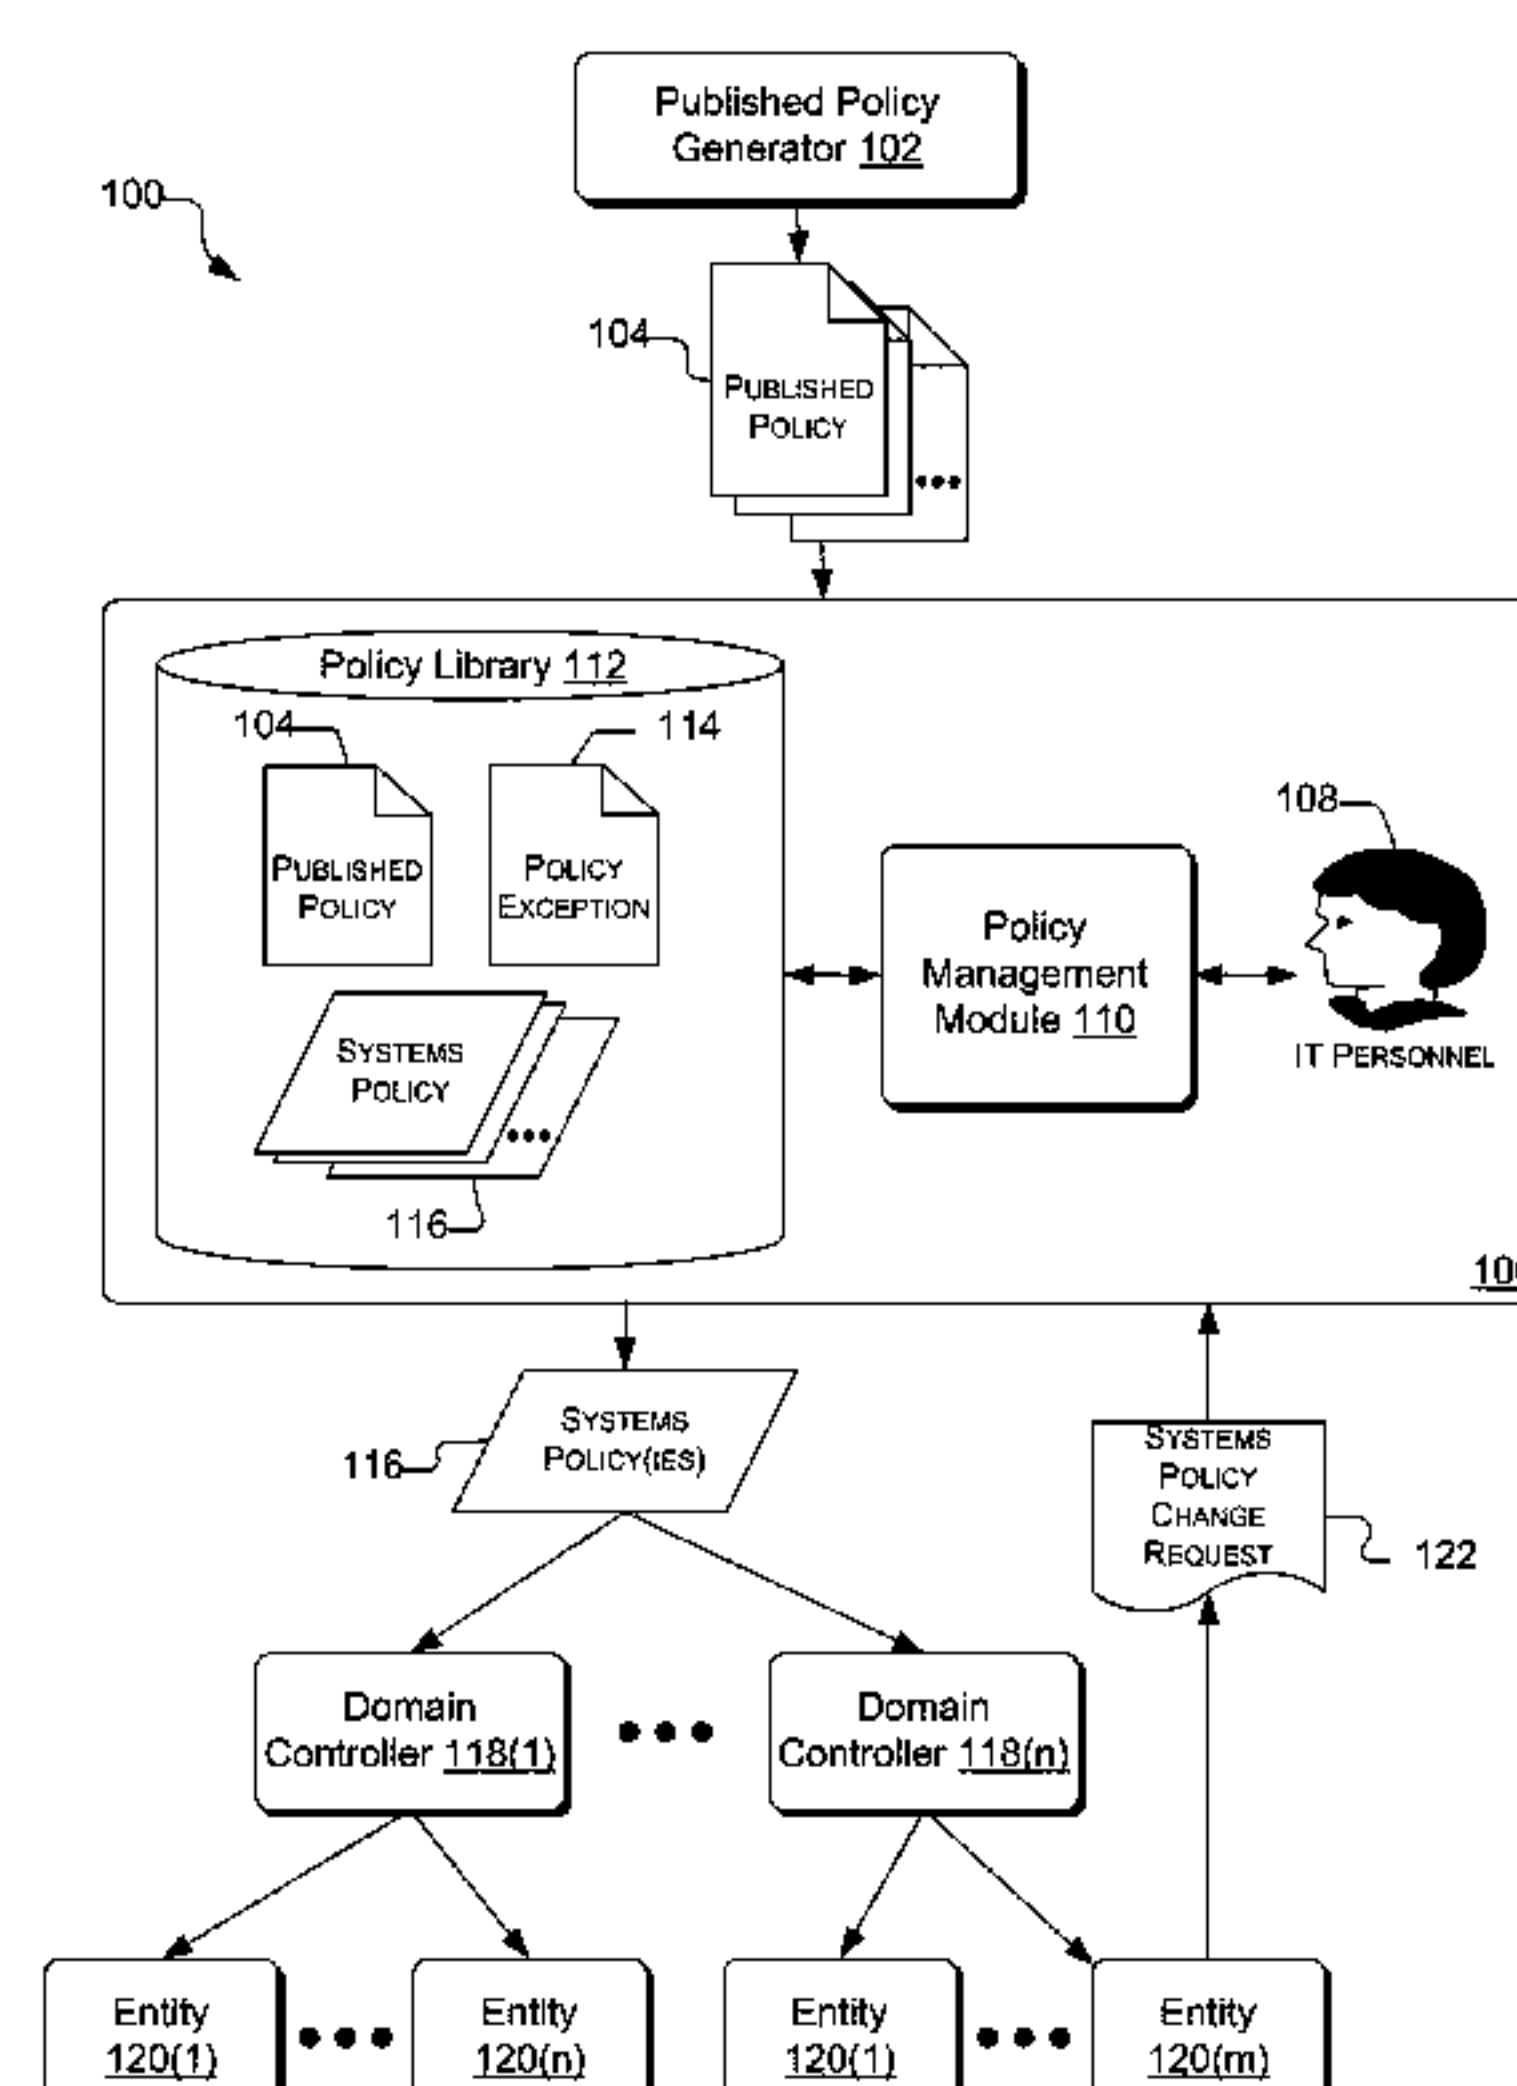 Published Policy
Generator 102
100
104
PUBLISHED
POLICY
Policy Library 112
104
114
PUBLISHED
POLICY
POLICY
EXCEPTION
SYSTEMS
POLICY
116
Policy
Management
Module 110
108
IT PERSONNEL
SYSTEMS
POLICY(IES)
116
SYSTEMS
POLICY
CHANGE
REQUEST
122
Domain
Controller 118(1)
Domain
Controller 118(n)
Entity
120(1)
Entity
120(n)
Entity
120(1)
Entity
120(m)